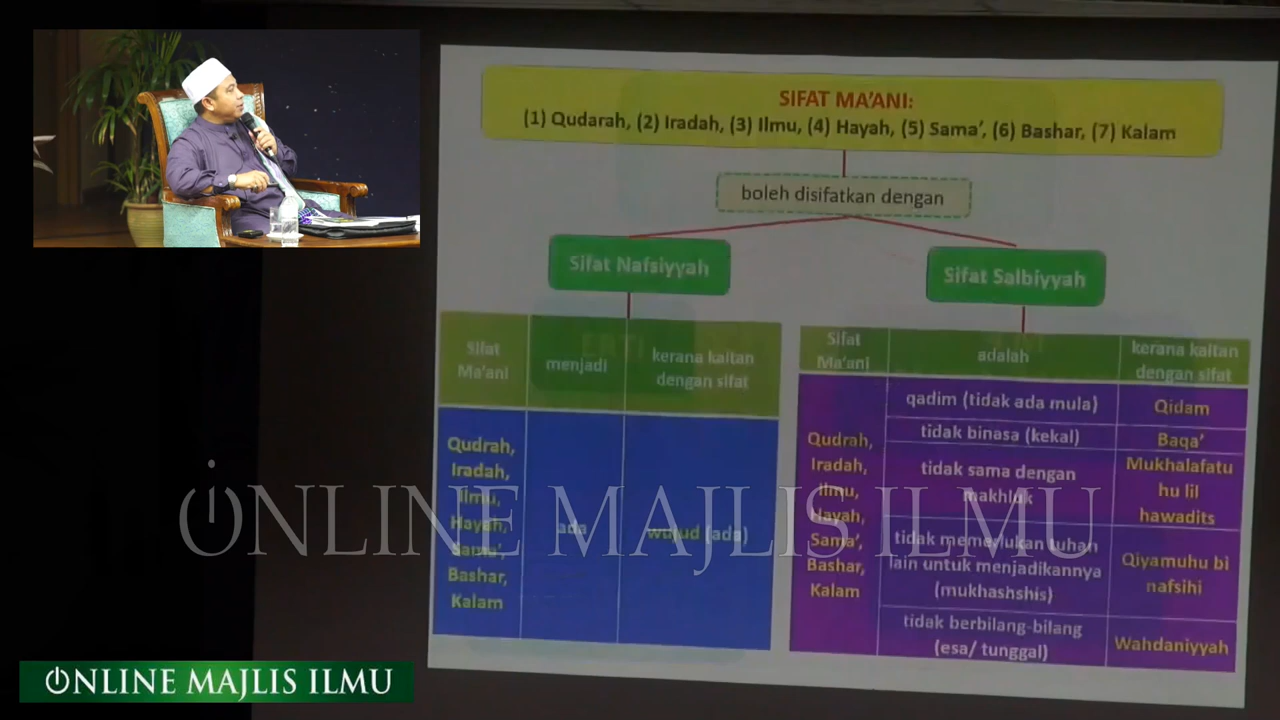 SIFAT MA'ANI:
(1) Qudarah, (2) Iradah, (3) Ilmu, (4) Hayah, (5) Sama', (6) Bashar, (7) Kalam
boleh disifatkan dengan
Sifat Nafsiyyah
Sifat
Ma'ani
menjadi
kerana kaitan
dengan sifat
Qudrah,
Iradah,
Ilmu,
Hayah,
Sama',
Bashar,
Kalam
ada
wujud (ada)
Sifat Salbiyyah
Sifat
Ma'ani
adalah
kerana kaitan
dengan sifat
Qudrah,
Iradah,
Ilmu,
Hayah,
Sama',
Bashar,
Kalam
qadim (tidak ada mula)
Qidam
tidak binasa (kekal)
Baqa'
tidak sama dengan
makhluk
Mukhalafatu
hu lil
hawadits
tidak memerlukan tuhan
lain untuk menjadikannya
(mukhashshis)
Qiyamuhu bi
nafsihi
tidak berbilang-bilang
(esa/ tunggal)
Wahdaniyyah
ONLINE MAJLIS ILMU
ONLINE MAJLIS ILMU